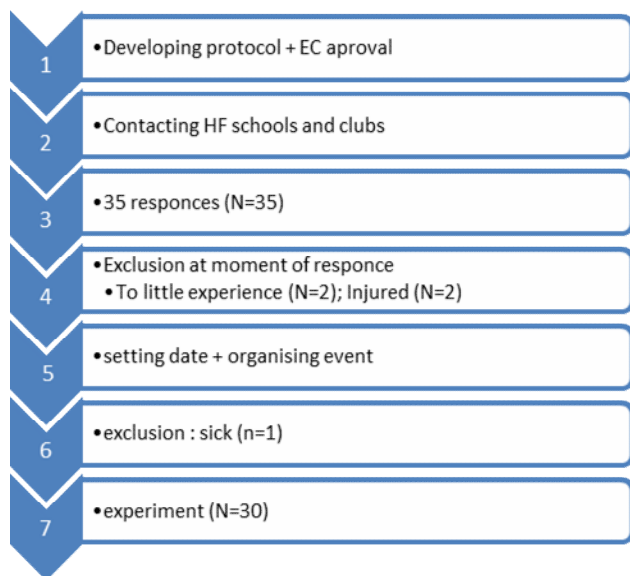 1
•Developing protocol + EC aproval
2
•Contacting HF schools and clubs
3
•35 responces (N=35)
4
•Exclusion at moment of responce
•To little experience (N=2); Injured (N=2)
5
•setting date + organising event
6
•exclusion : sick (n=1)
7
•experiment (N=30)